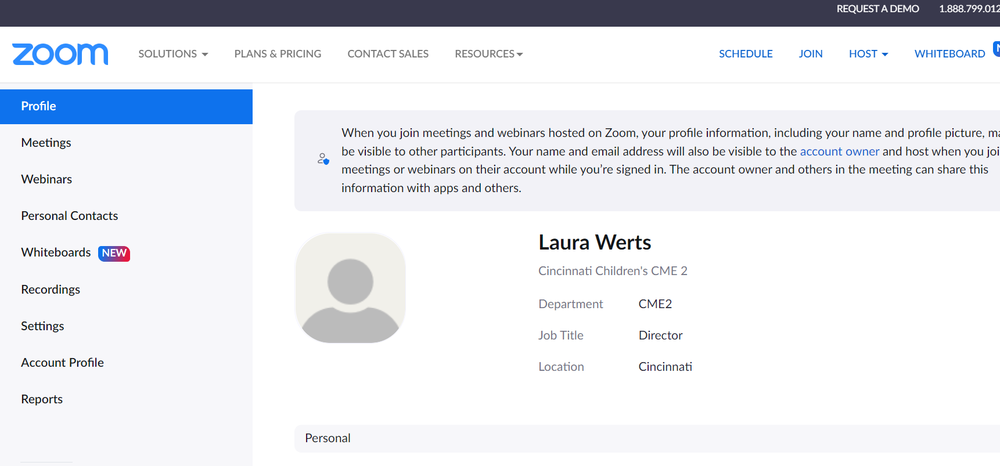 REQUEST A DEMO 1.888.799.012
zoom SOLUTIONS PLANS & PRICING CONTACT SALES RESOURCES SCHEDULE JOIN HOST WHITEBOARD
Profile
Meetings
Webinars
Personal Contacts
Whiteboards NEW
Recordings
Settings
Account Profile
Reports
When you join meetings and webinars hosted on Zoom, your profile information, including your name and profile picture, ma
be visible to other participants. Your name and email address will also be visible to the account owner and host when you joi
meetings or webinars on their account while you’re signed in. The account owner and others in the meeting can share this
information with apps and others.
Laura Werts
Cincinnati Children's CME 2
Department CME2
Job Title Director
Location Cincinnati
Personal